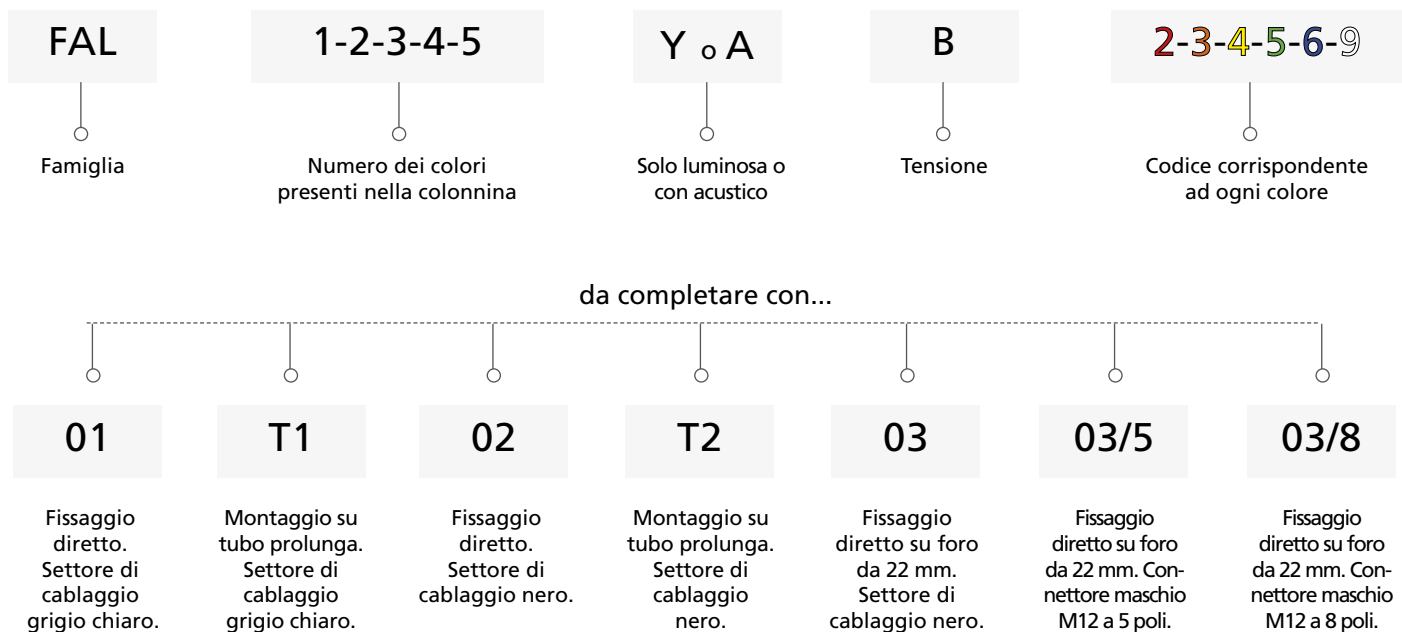 FAL
1-2-3-4-5
Y o A
B
2-3-4-5-6-9
Famiglia
Numero dei colori
presenti nella colonnina
Solo luminosa o
con acustico
Tensione
Codice corrispondente
ad ogni colore
da completare con...
01
T1
02
T2
03
03/5
03/8
Fissaggio
diretto.
Settore di
cablaggio
grigio chiaro.
Montaggio su
tubo prolunga.
Settore di
cablaggio
grigio chiaro.
Fissaggio
diretto.
Settore di
cablaggio nero.
Montaggio su
tubo prolunga.
Settore di
cablaggio
nero.
Fissaggio
diretto su foro
da 22 mm.
Settore di
cablaggio nero.
Fissaggio
diretto su foro
da 22 mm. Con-
nettore maschio
M12 a 5 poli.
Fissaggio
diretto su foro
da 22 mm. Con-
nettore maschio
M12 a 8 poli.